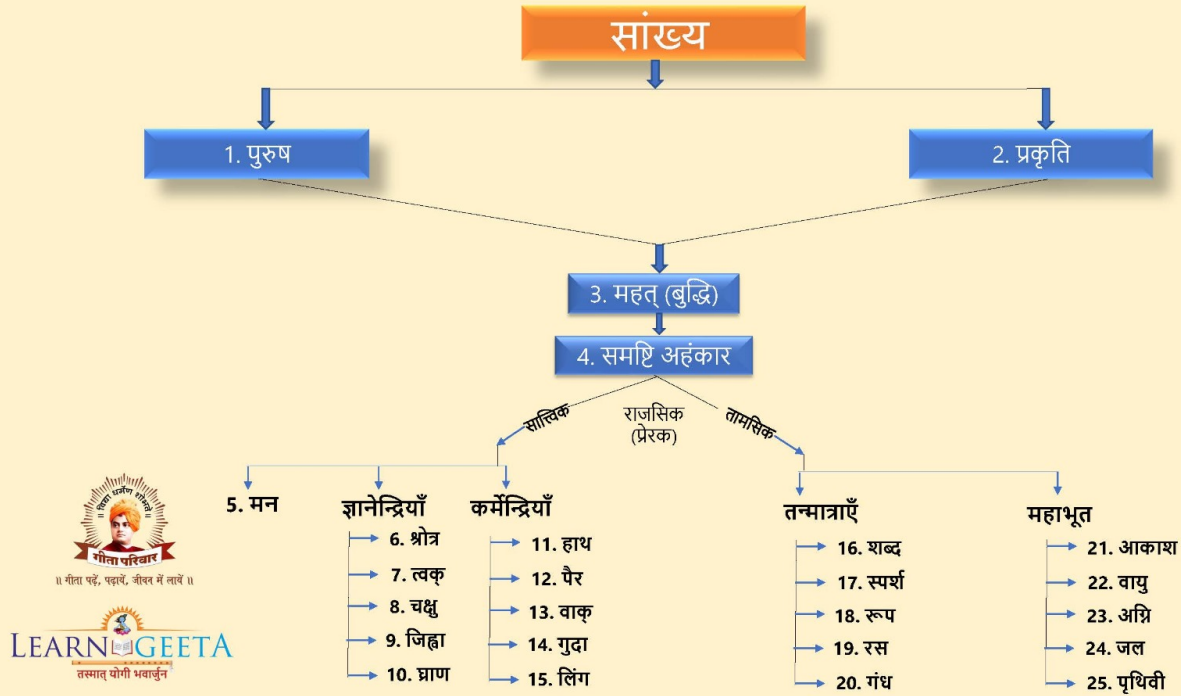 सांख्य
1. पुरुष
2. प्रकृति
3. महत् (बुद्धि)
4. समष्टि अहंकार
सात्त्विक
राजसिक
(प्रेरक)
तामसिक
5. मन
ज्ञानेन्द्रियाँ
6. श्रोत्र
7. त्वक्
8. चक्षु
9. जिह्वा
10. घ्राण
कर्मेन्द्रियाँ
11. हाथ
12. पैर
13. वाक्
14. गुदा
15. लिंग
तन्मात्राएँ
16. शब्द
17. स्पर्श
18. रूप
19. रस
20. गंध
महाभूत
21. आकाश
22. वायु
23. अग्नि
24. जल
25. पृथिवी
॥ विद्या धर्मेण शोभते ॥
गीता परिवार
॥ गीता पढ़ें, पढ़ायें, जीवन में लायें ॥
LEARN GEETA
तस्मात् योगी भवार्जुन